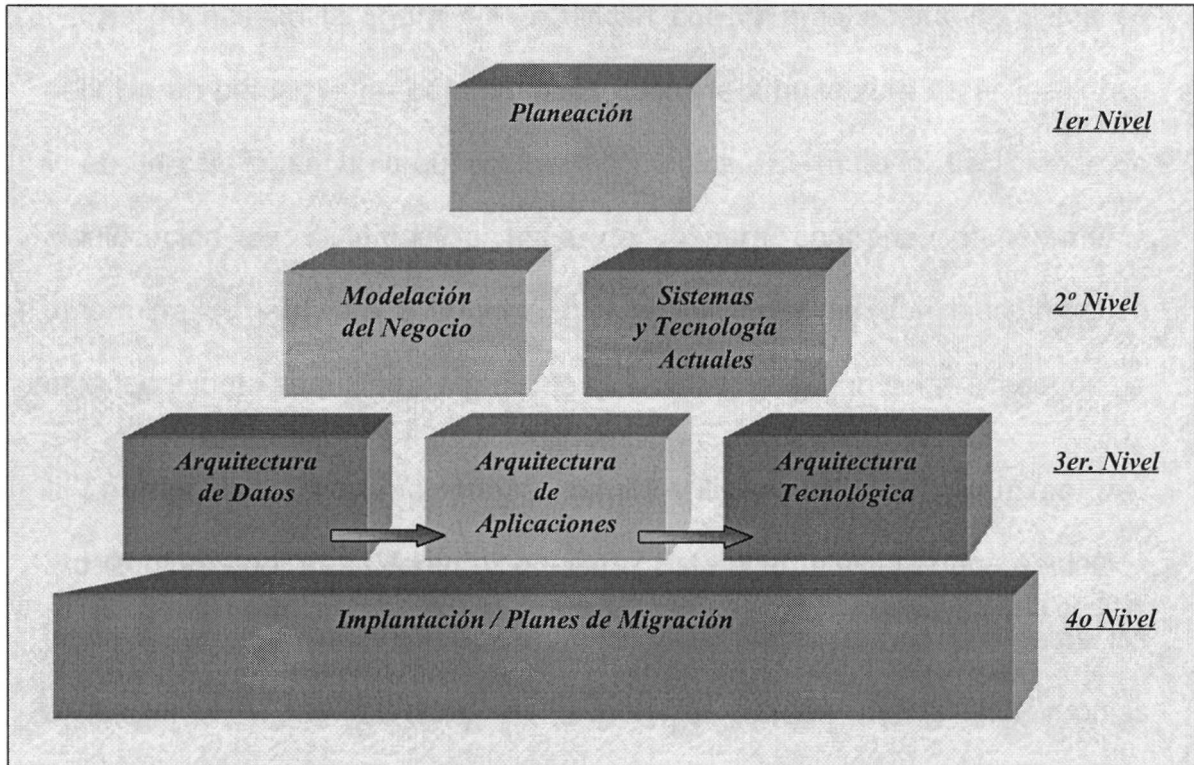 Planeación
1er Nivel
Modelación
del Negocio
Sistemas
y Tecnología
Actuales
2º Nivel
Arquitectura
de Datos
Arquitectura
de
Aplicaciones
Arquitectura
Tecnológica
3er. Nivel
Implantación / Planes de Migración
4o Nivel